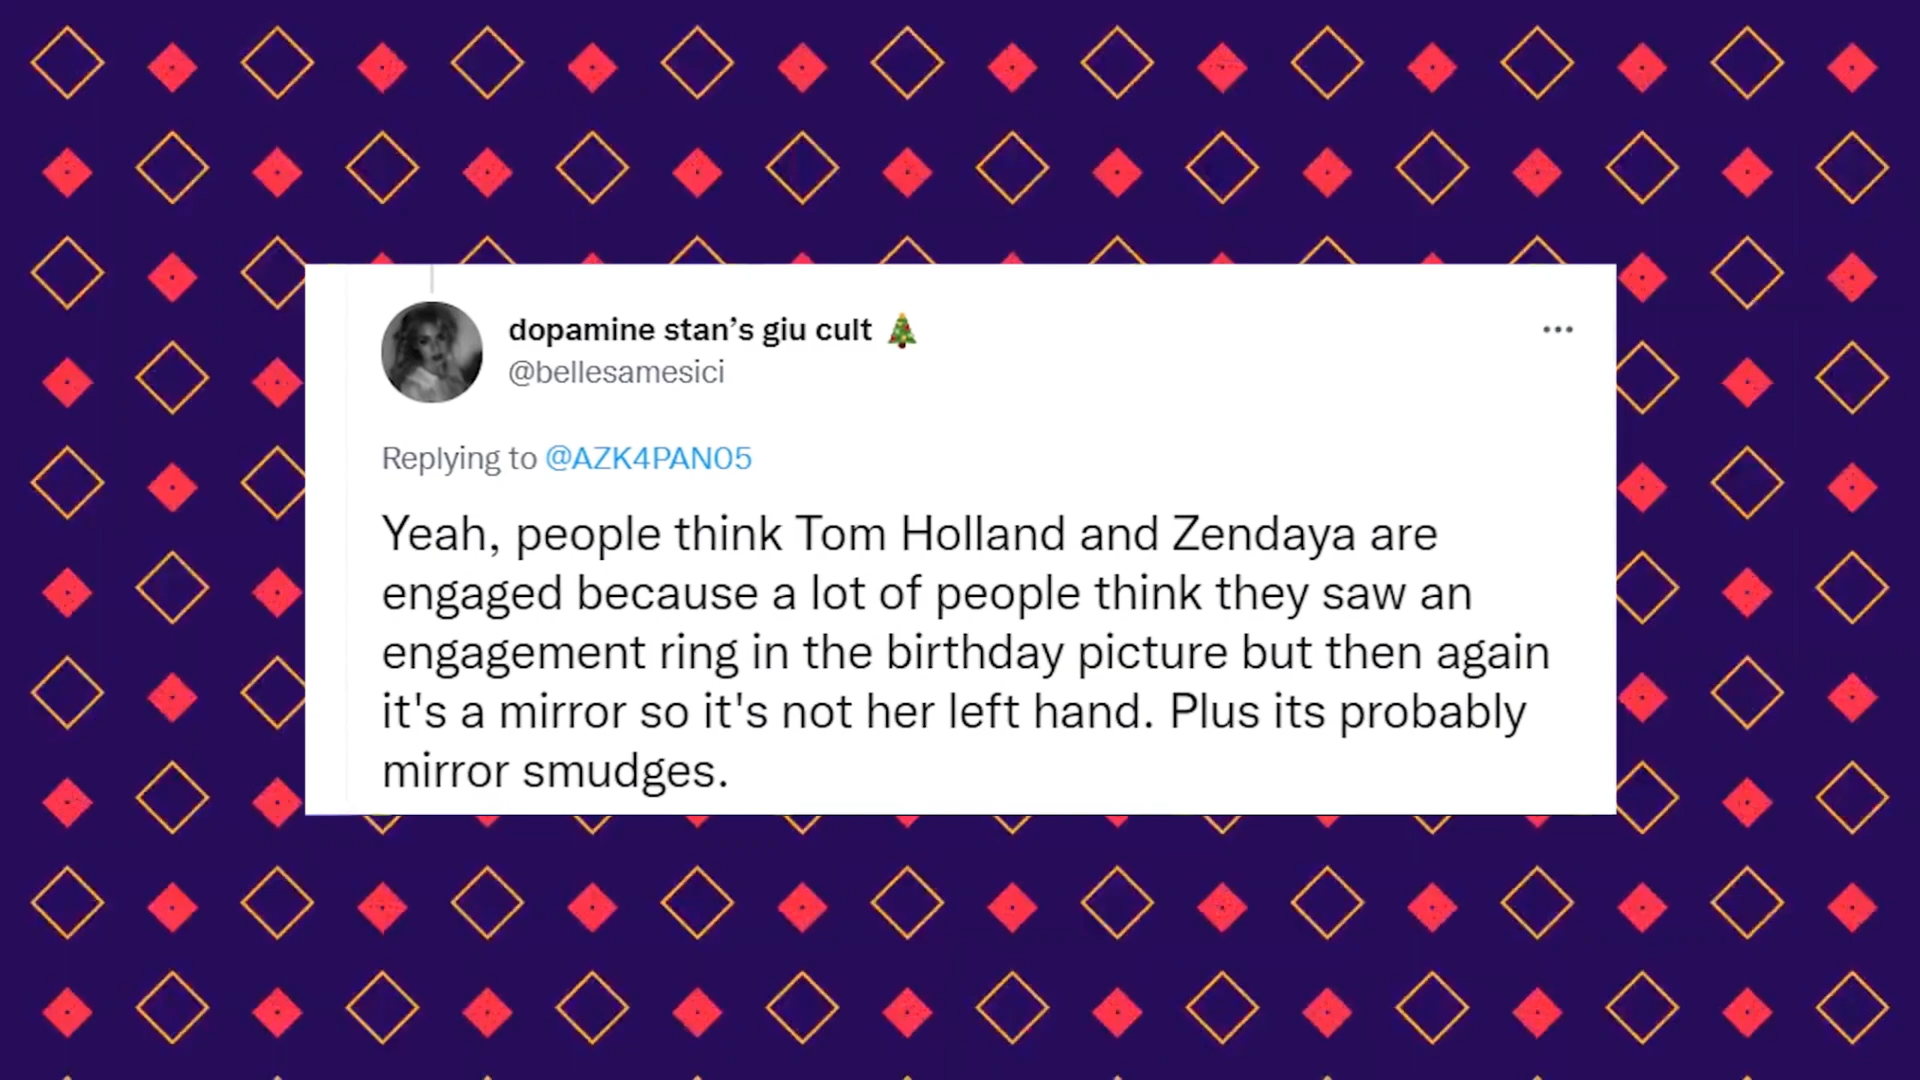 dopamine stan’s giu cult 🎄
@bellesamesici
Replying to @AZK4PAN05
Yeah, people think Tom Holland and Zendaya are
engaged because a lot of people think they saw an
engagement ring in the birthday picture but then again
it's a mirror so it's not her left hand. Plus its probably
mirror smudges.